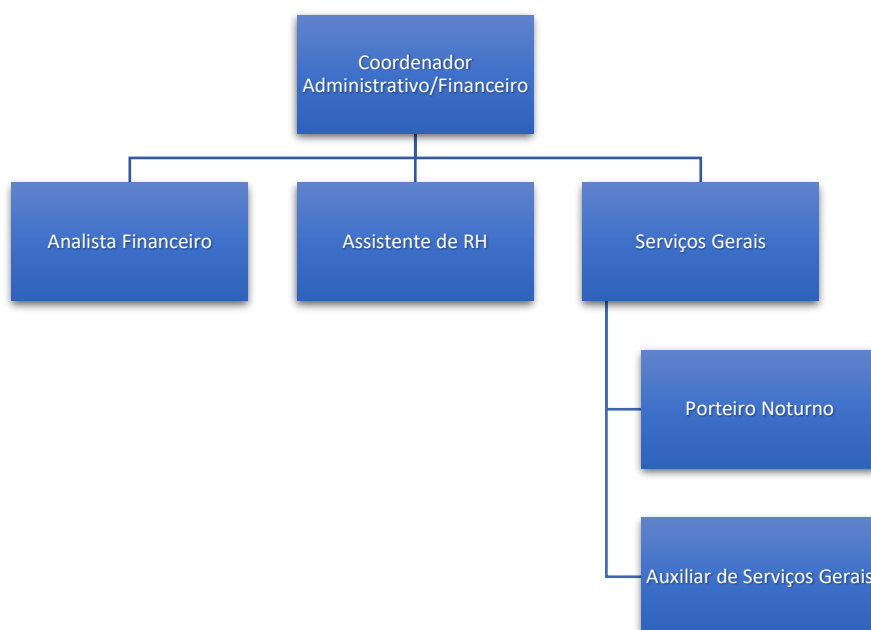 Coordenador
Administrativo/Financeiro
Analista Financeiro
Assistente de RH
Serviços Gerais
Porteiro Noturno
Auxiliar de Serviços Gerais